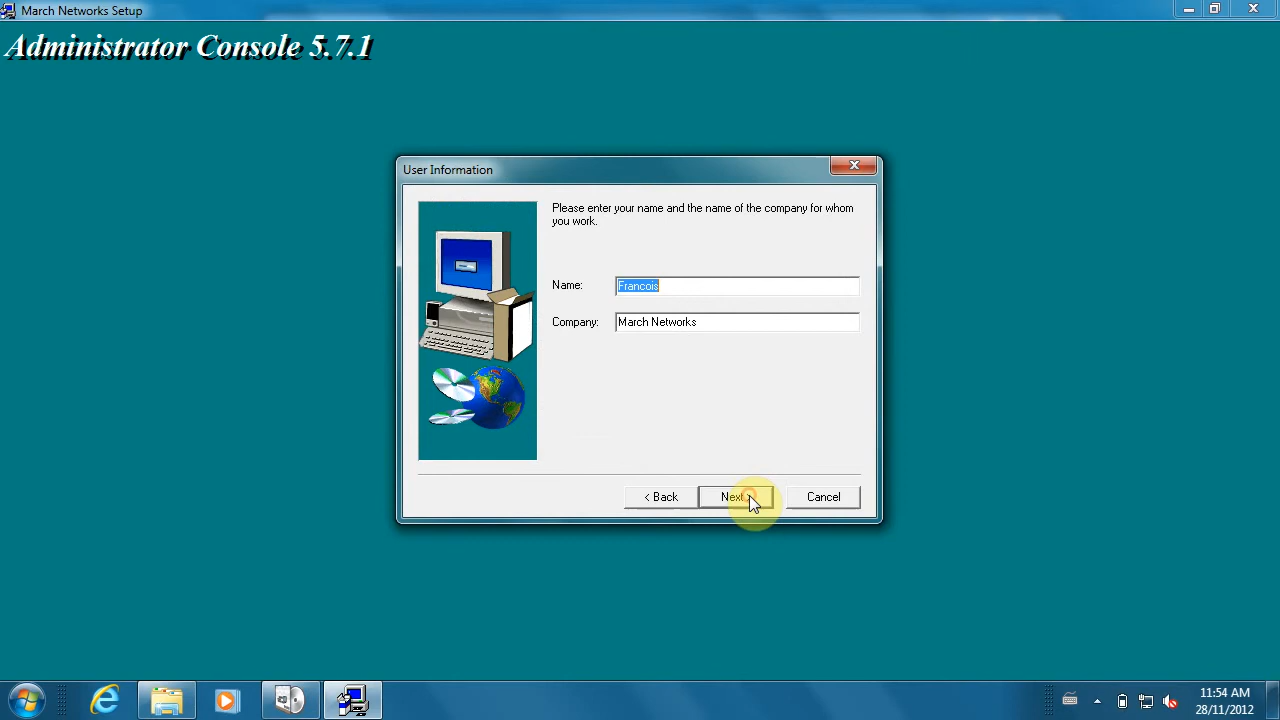 March Networks Setup
Administrator Console 5.7.1
User Information
Please enter your name and the name of the company for whom
you work.
Name: Francois
Company: March Networks
< Back Next > Cancel
11:54 AM
28/11/2012